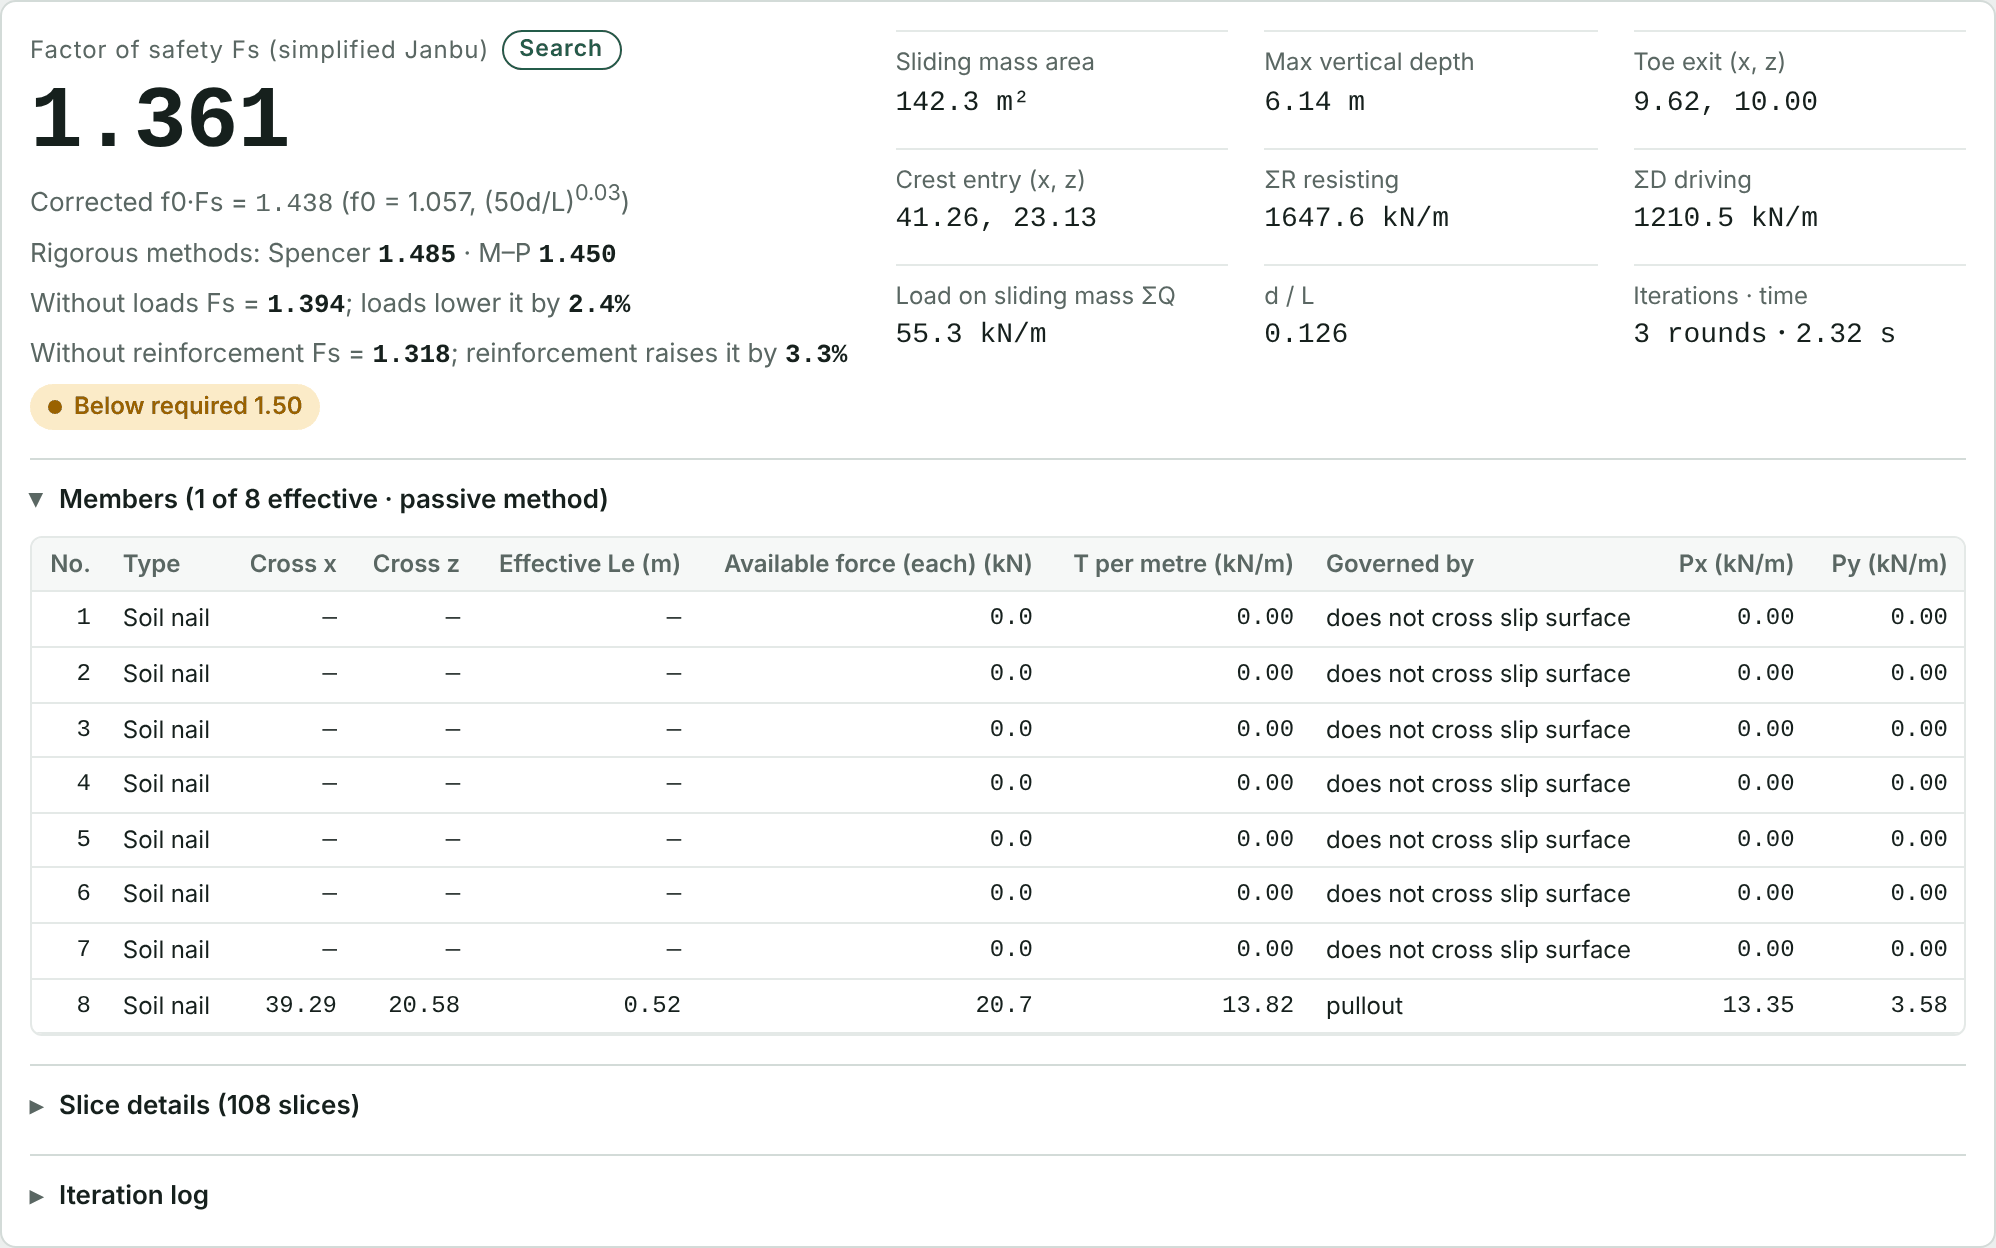 Factor of safety Fs (simplified Janbu) Search
1.361
Corrected f0·Fs = 1.438 (f0 = 1.057, (50d/L)^0.03)
Rigorous methods: Spencer 1.485 · M–P 1.450
Without loads Fs = 1.394; loads lower it by 2.4%
Without reinforcement Fs = 1.318; reinforcement raises it by 3.3%
Below required 1.50
Sliding mass area
142.3 m²
Max vertical depth
6.14 m
Toe exit (x, z)
9.62, 10.00
Crest entry (x, z)
41.26, 23.13
ΣR resisting
1647.6 kN/m
ΣD driving
1210.5 kN/m
Load on sliding mass ΣQ
55.3 kN/m
d / L
0.126
Iterations · time
3 rounds · 2.32 s
▼ Members (1 of 8 effective · passive method)
No. Type Cross x Cross z Effective Le (m) Available force (each) (kN) T per metre (kN/m) Governed by Px (kN/m) Py (kN/m)
1 Soil nail — — — 0.0 0.00 does not cross slip surface 0.00 0.00
2 Soil nail — — — 0.0 0.00 does not cross slip surface 0.00 0.00
3 Soil nail — — — 0.0 0.00 does not cross slip surface 0.00 0.00
4 Soil nail — — — 0.0 0.00 does not cross slip surface 0.00 0.00
5 Soil nail — — — 0.0 0.00 does not cross slip surface 0.00 0.00
6 Soil nail — — — 0.0 0.00 does not cross slip surface 0.00 0.00
7 Soil nail — — — 0.0 0.00 does not cross slip surface 0.00 0.00
8 Soil nail 39.29 20.58 0.52 20.7 13.82 pullout 13.35 3.58
► Slice details (108 slices)
► Iteration log